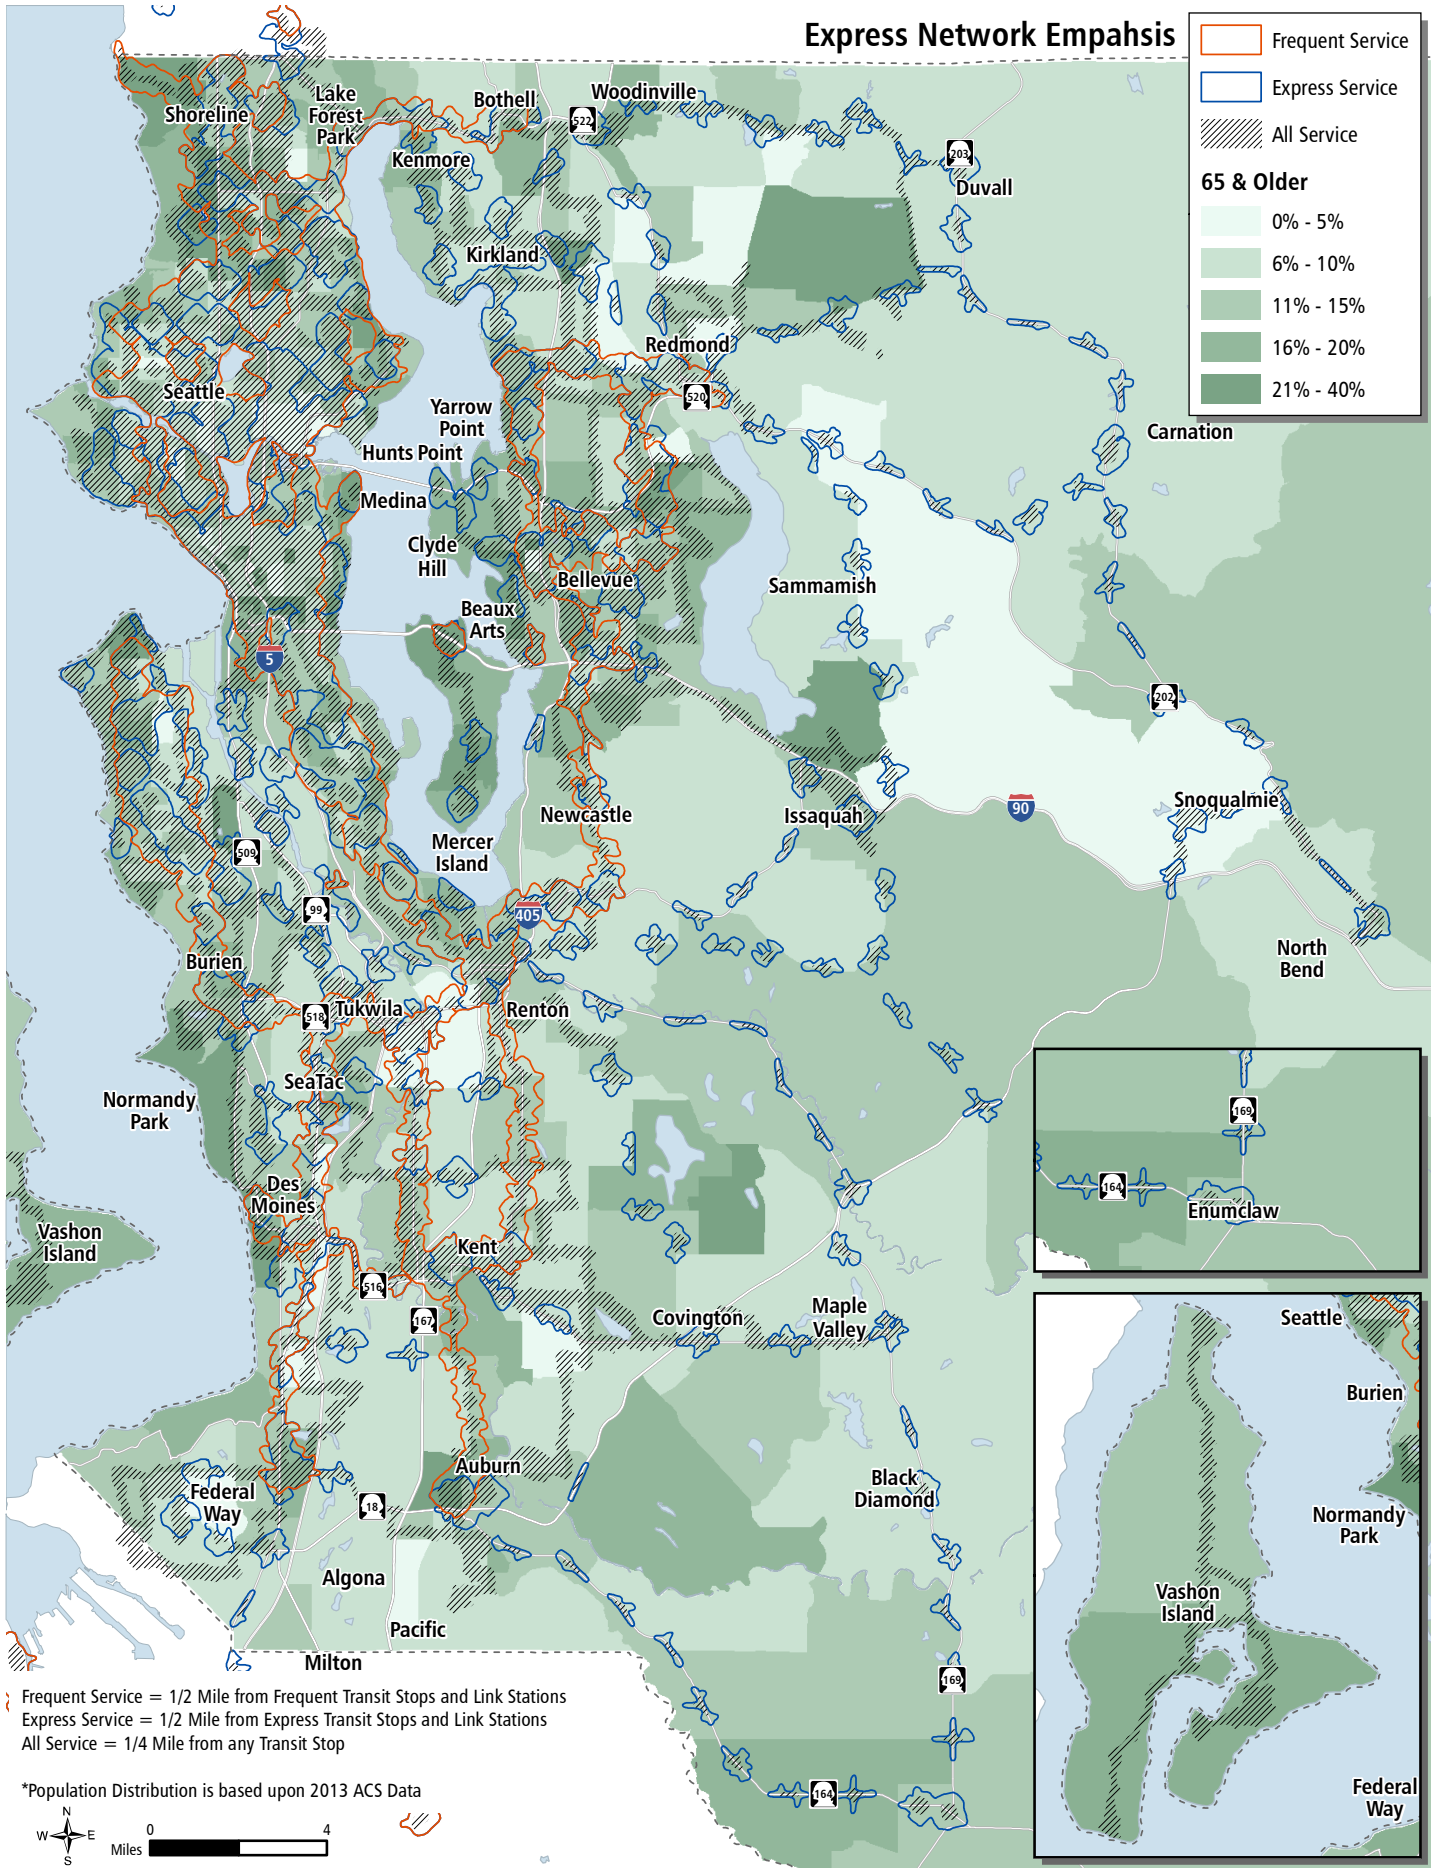 Express Network Empahsis
Frequent Service
Express Service
All Service
65 & Older
0% - 5%
6% - 10%
11% - 15%
16% - 20%
21% - 40%
Shoreline
Lake
Forest
Park
Bothell
Woodinville
522
Kenmore
203
Duvall
Kirkland
Redmond
Seattle
520
Yarrow
Point
Carnation
Hunts Point
Medina
Clyde
Hill
Bellevue
Sammamish
Beaux
Arts
5
202
Newcastle
Issaquah
90
Snoqualmie
Mercer
Island
509
99
405
North
Bend
Burien
518
Tukwila
Renton
SeaTac
Normandy
Park
169
164
Enumclaw
Des
Moines
Vashon
Island
Kent
516
167
Covington
Maple
Valley
Seattle
Burien
Auburn
Federal
Way
18
Black
Diamond
Normandy
Park
Algona
Vashon
Island
Pacific
Milton
169
164
Federal
Way
Frequent Service = 1/2 Mile from Frequent Transit Stops and Link Stations
Express Service = 1/2 Mile from Express Transit Stops and Link Stations
All Service = 1/4 Mile from any Transit Stop
*Population Distribution is based upon 2013 ACS Data
N
W E
S
0 4
Miles